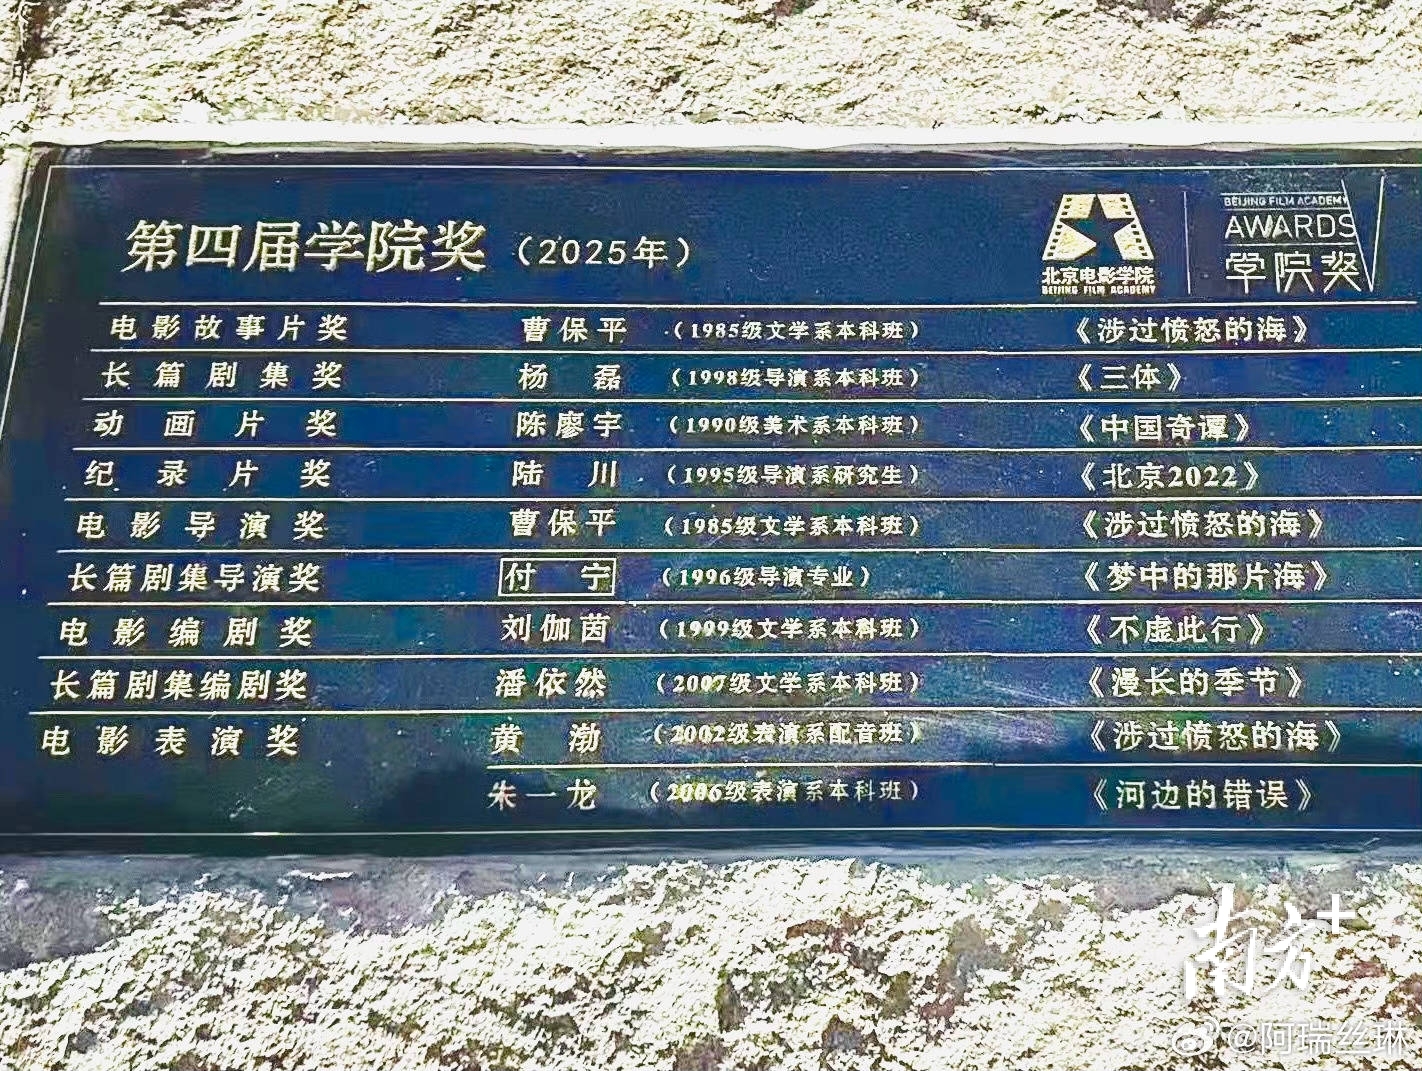 第四届学院奖（2025年）
北京电影学院
BEIJING FILM ACADEMY
BEIJING FILM ACADEMY
AWARDS
学院奖
电影故事片奖 曹保平 （1985级文学系本科班） 《涉过愤怒的海》
长篇剧集奖 杨磊 （1998级导演系本科班） 《三体》
动画片奖 陈廖宇 （1990级美术系本科班） 《中国奇谭》
纪录片奖 陆川 （1995级导演系研究生） 《北京2022》
电影导演奖 曹保平 （1985级文学系本科班） 《涉过愤怒的海》
长篇剧集导演奖 付宁 （1996级导演专业） 《梦中的那片海》
电影编剧奖 刘伽茵 （1999级文学系本科班） 《不虚此行》
长篇剧集编剧奖 潘依然 （2007级文学系本科班） 《漫长的季节》
电影表演奖 黄渤 （2002级表演系配音班） 《涉过愤怒的海》
朱一龙 （2006级表演系本科班） 《河边的错误》
南方+
@阿瑞丝琳